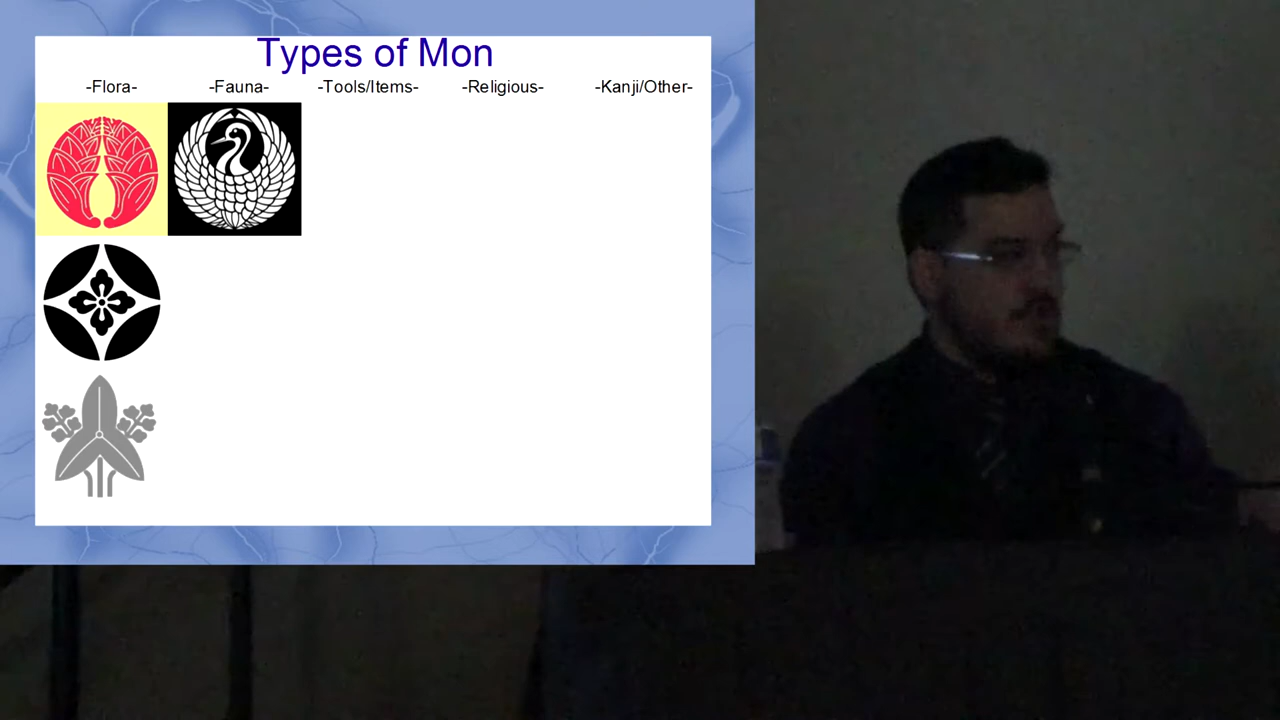 Types of Mon
-Flora- -Fauna- -Tools/Items- -Religious- -Kanji/Other-